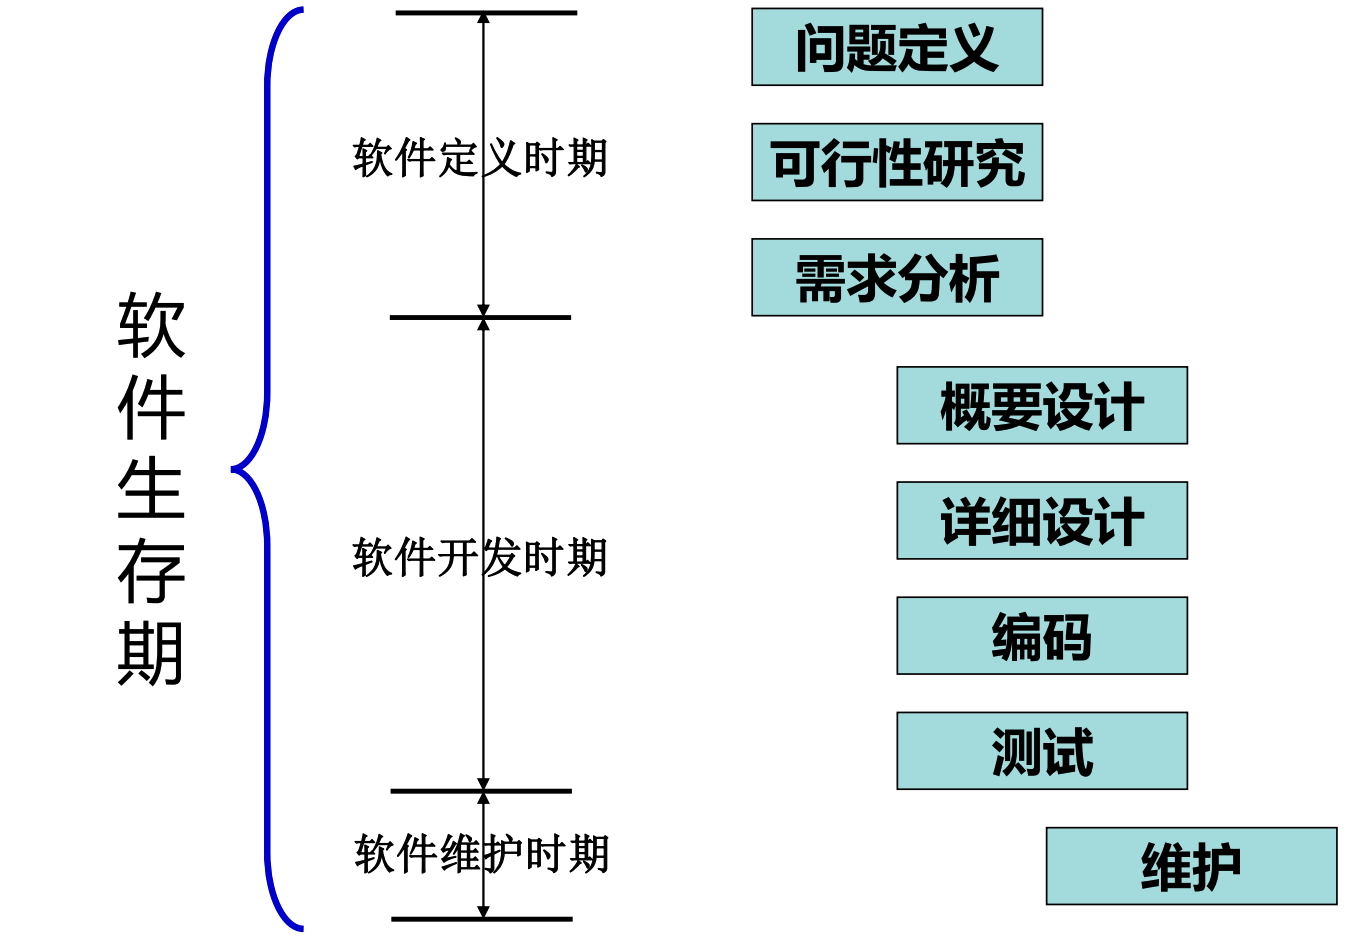 软件生存期
软件定义时期
问题定义
可行性研究
需求分析
软件开发时期
概要设计
详细设计
编码
测试
软件维护时期
维护